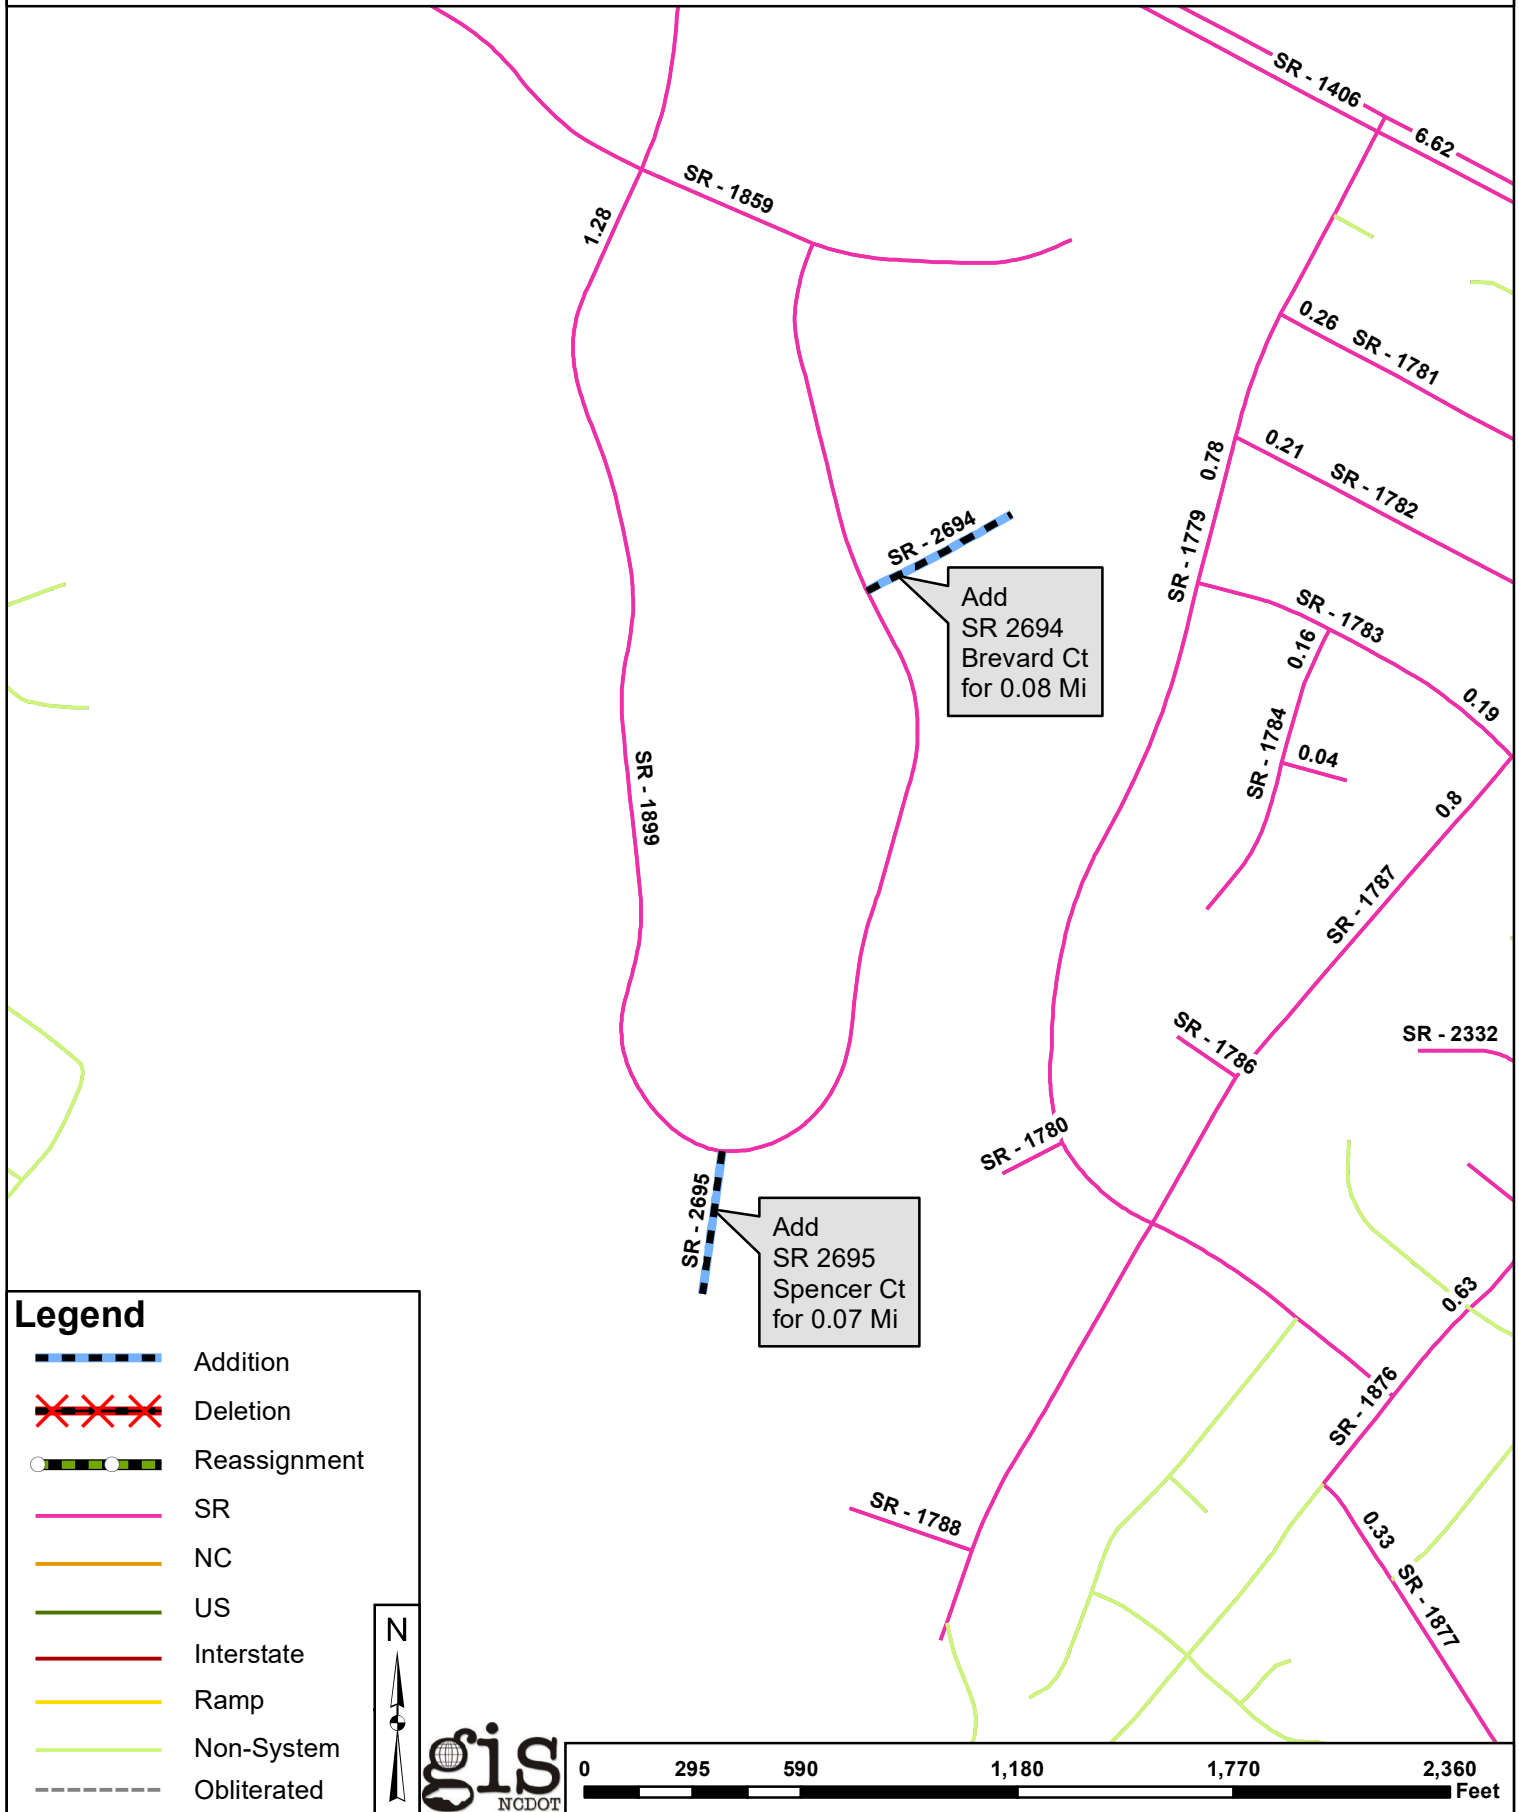 SR - 1406
6.62
SR - 1859
1.28
0.26 SR - 1781
0.21 SR - 1782
0.78
SR - 1779
SR - 2694
Add
SR 2694
Brevard Ct
for 0.08 Mi
SR - 1783
0.16
0.19
SR - 1784
0.04
SR - 1899
0.8
SR - 1787
SR - 1786
SR - 2332
SR - 1780
SR - 2695
Add
SR 2695
Spencer Ct
for 0.07 Mi
0.63
SR - 1876
SR - 1788
0.33 SR - 1877
Legend
Addition
Deletion
Reassignment
SR
NC
US
Interstate
Ramp
Non-System
Obliterated
N
gis
NCDOT
0 295 590 1,180 1,770 2,360
Feet